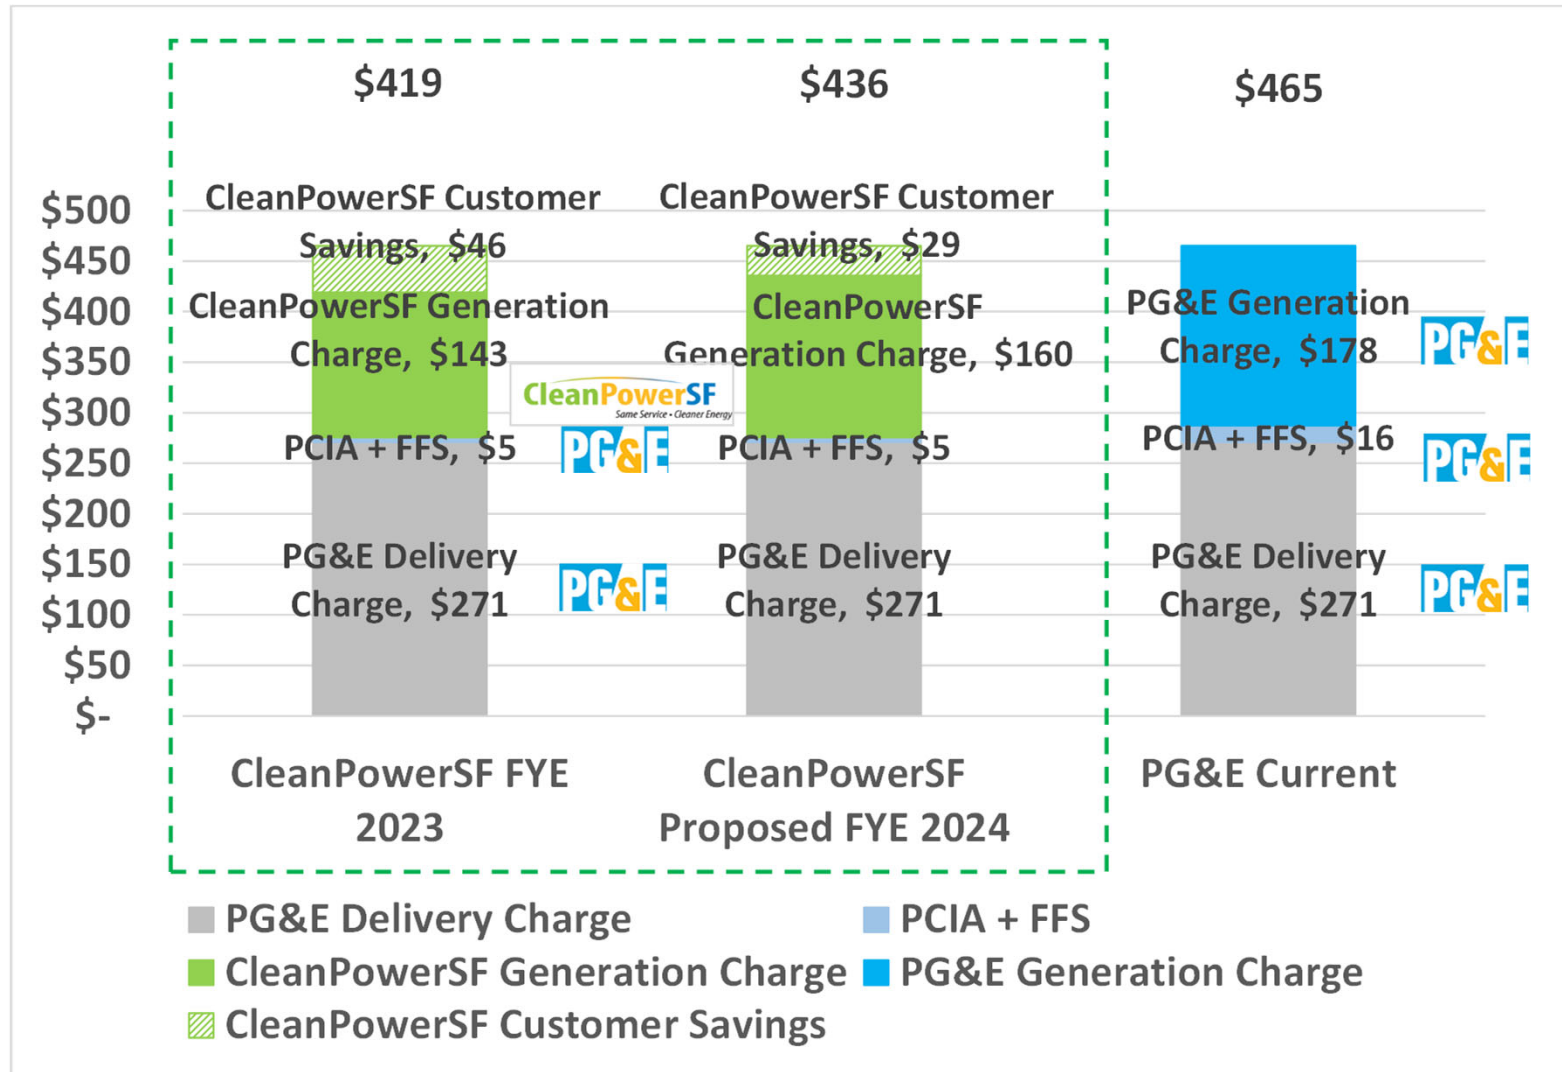 $419
$436
$465
$500
$450
$400
$350
$300
$250
$200
$150
$100
$50
$-
CleanPowerSF Customer
Savings, $46
CleanPowerSF Generation
Charge, $143
PCIA + FFS, $5
PG&E Delivery
Charge, $271
CleanPowerSF
Same Service • Cleaner Energy
PG&E
PG&E
CleanPowerSF Customer
Savings, $29
CleanPowerSF
Generation Charge, $160
PCIA + FFS, $5
PG&E Delivery
Charge, $271
PG&E Generation
Charge, $178
PCIA + FFS, $16
PG&E Delivery
Charge, $271
PG&E
PG&E
PG&E
CleanPowerSF FYE
2023
CleanPowerSF
Proposed FYE 2024
PG&E Current
PG&E Delivery Charge
PCIA + FFS
CleanPowerSF Generation Charge
PG&E Generation Charge
CleanPowerSF Customer Savings